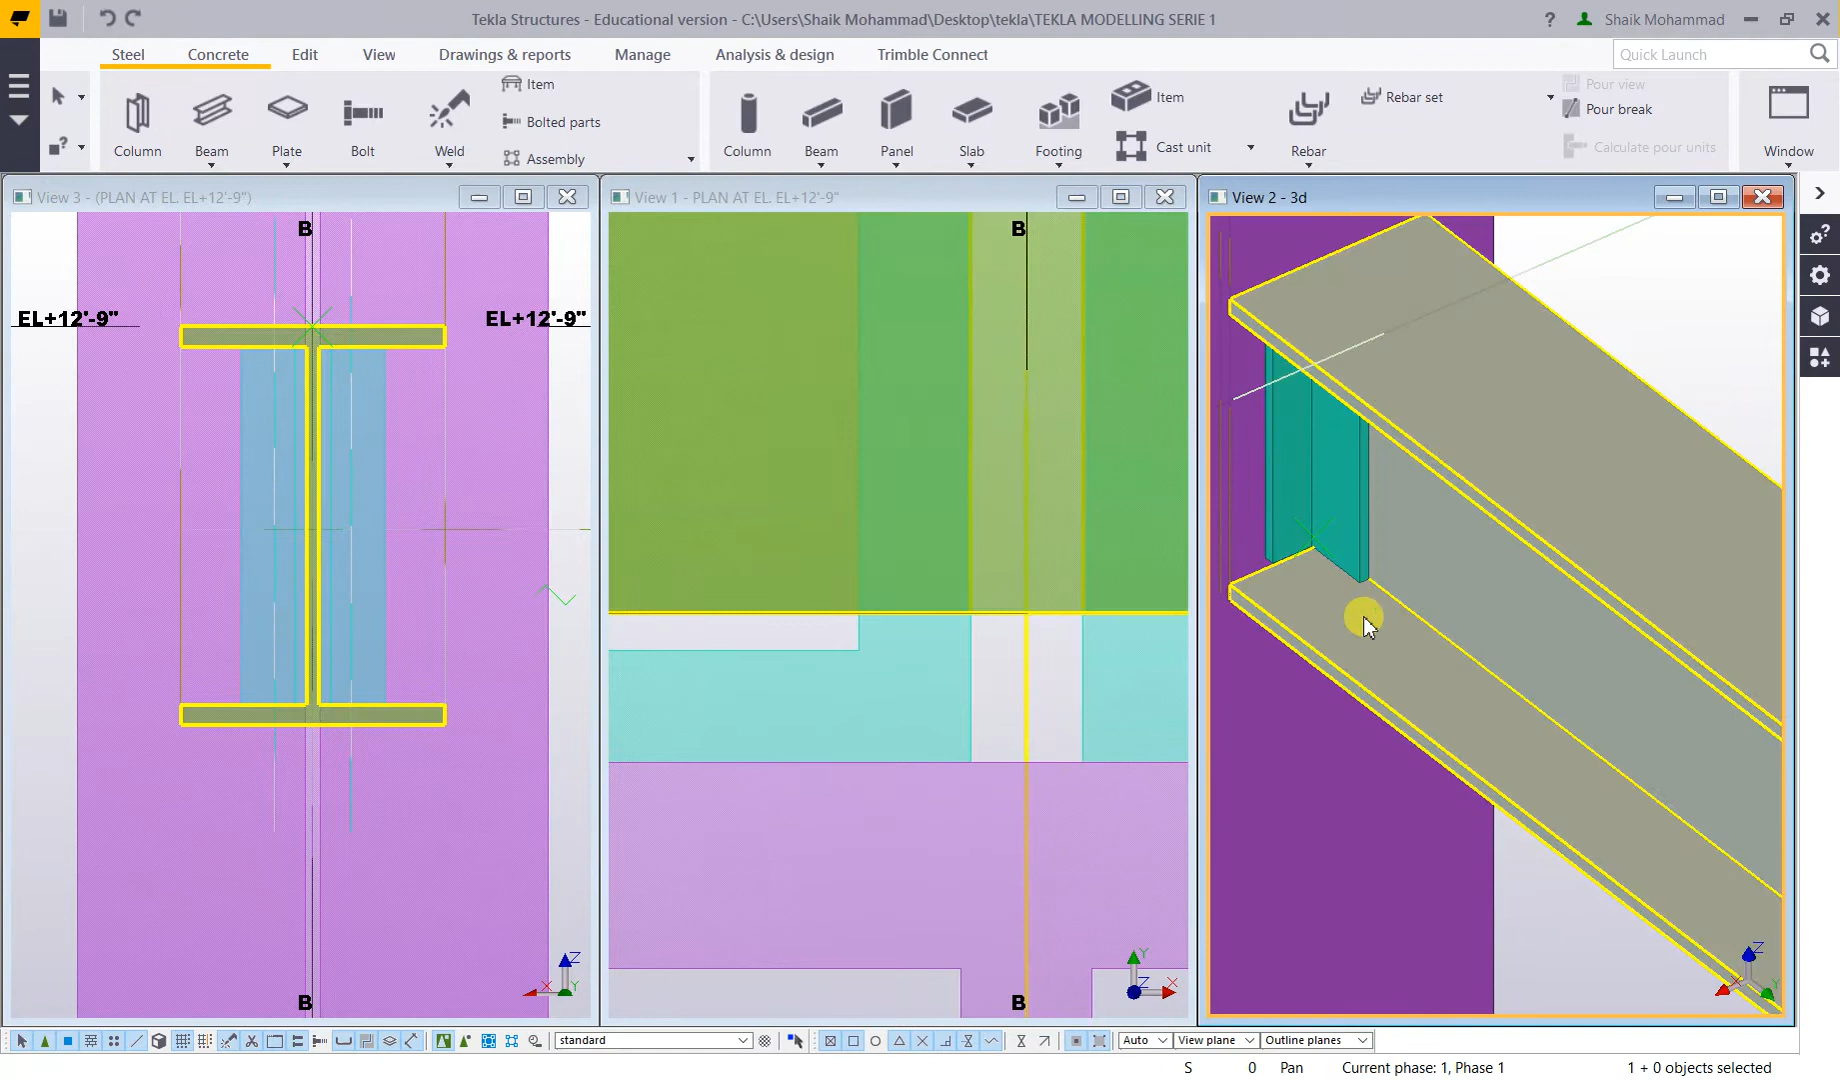 Tekla Structures - Educational version - C:\Users\Shaik Mohammad\Desktop\tekla\TEKLA MODELLING SERIE 1
? Shaik Mohammad
Steel Concrete Edit View Drawings & reports Manage Analysis & design Trimble Connect
Quick Launch
Column Beam Plate Bolt Weld
Item
Bolted parts
Assembly
Column Beam Panel Slab Footing
Item
Cast unit
Rebar
Rebar set
Pour view
Pour break
Calculate pour units
Window
View 3 - (PLAN AT EL. EL+12'-9")
View 1 - PLAN AT EL. EL+12'-9"
View 2 - 3d
B
B
EL+12'-9"
EL+12'-9"
Z
X
Y
B
Y
Z
X
B
Z
X
Y
standard
Auto
View plane
Outline planes
S 0 Pan Current phase: 1, Phase 1 1 + 0 objects selected